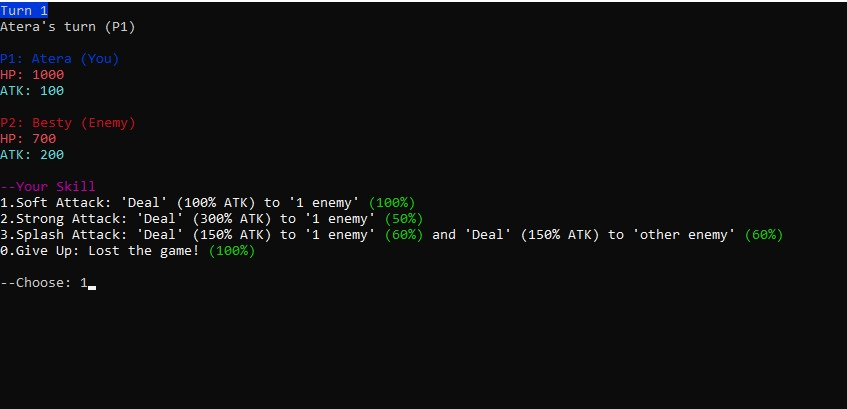 Turn 1
Atera's turn (P1)
P1: Atera (You)
HP: 1000
ATK: 100
P2: Besty (Enemy)
HP: 700
ATK: 200
--Your Skill
1.Soft Attack: 'Deal' (100% ATK) to '1 enemy' (100%)
2.Strong Attack: 'Deal' (300% ATK) to '1 enemy' (50%)
3.Splash Attack: 'Deal' (150% ATK) to '1 enemy' (60%) and 'Deal' (150% ATK) to 'other enemy' (60%)
0.Give Up: Lost the game! (100%)
--Choose: 1